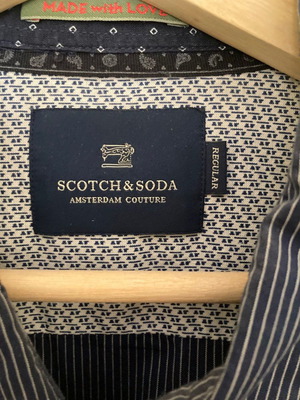 MADE with LOVE
SCOTCH&SODA
AMSTERDAM COUTURE
REGULAR